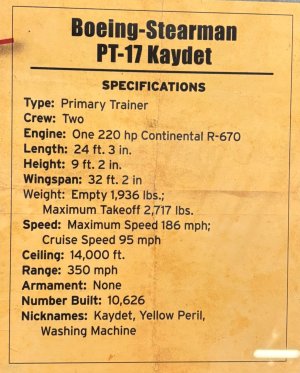 Boeing-Stearman
PT-17 Kaydet
SPECIFICATIONS
Type: Primary Trainer
Crew: Two
Engine: One 220 hp Continental R-670
Length: 24 ft. 3 in.
Height: 9 ft. 2 in.
Wingspan: 32 ft. 2 in
Weight: Empty 1,936 lbs.;
Maximum Takeoff 2,717 lbs.
Speed: Maximum Speed 186 mph;
Cruise Speed 95 mph
Ceiling: 14,000 ft.
Range: 350 mph
Armament: None
Number Built: 10,626
Nicknames: Kaydet, Yellow Peril,
Washing Machine